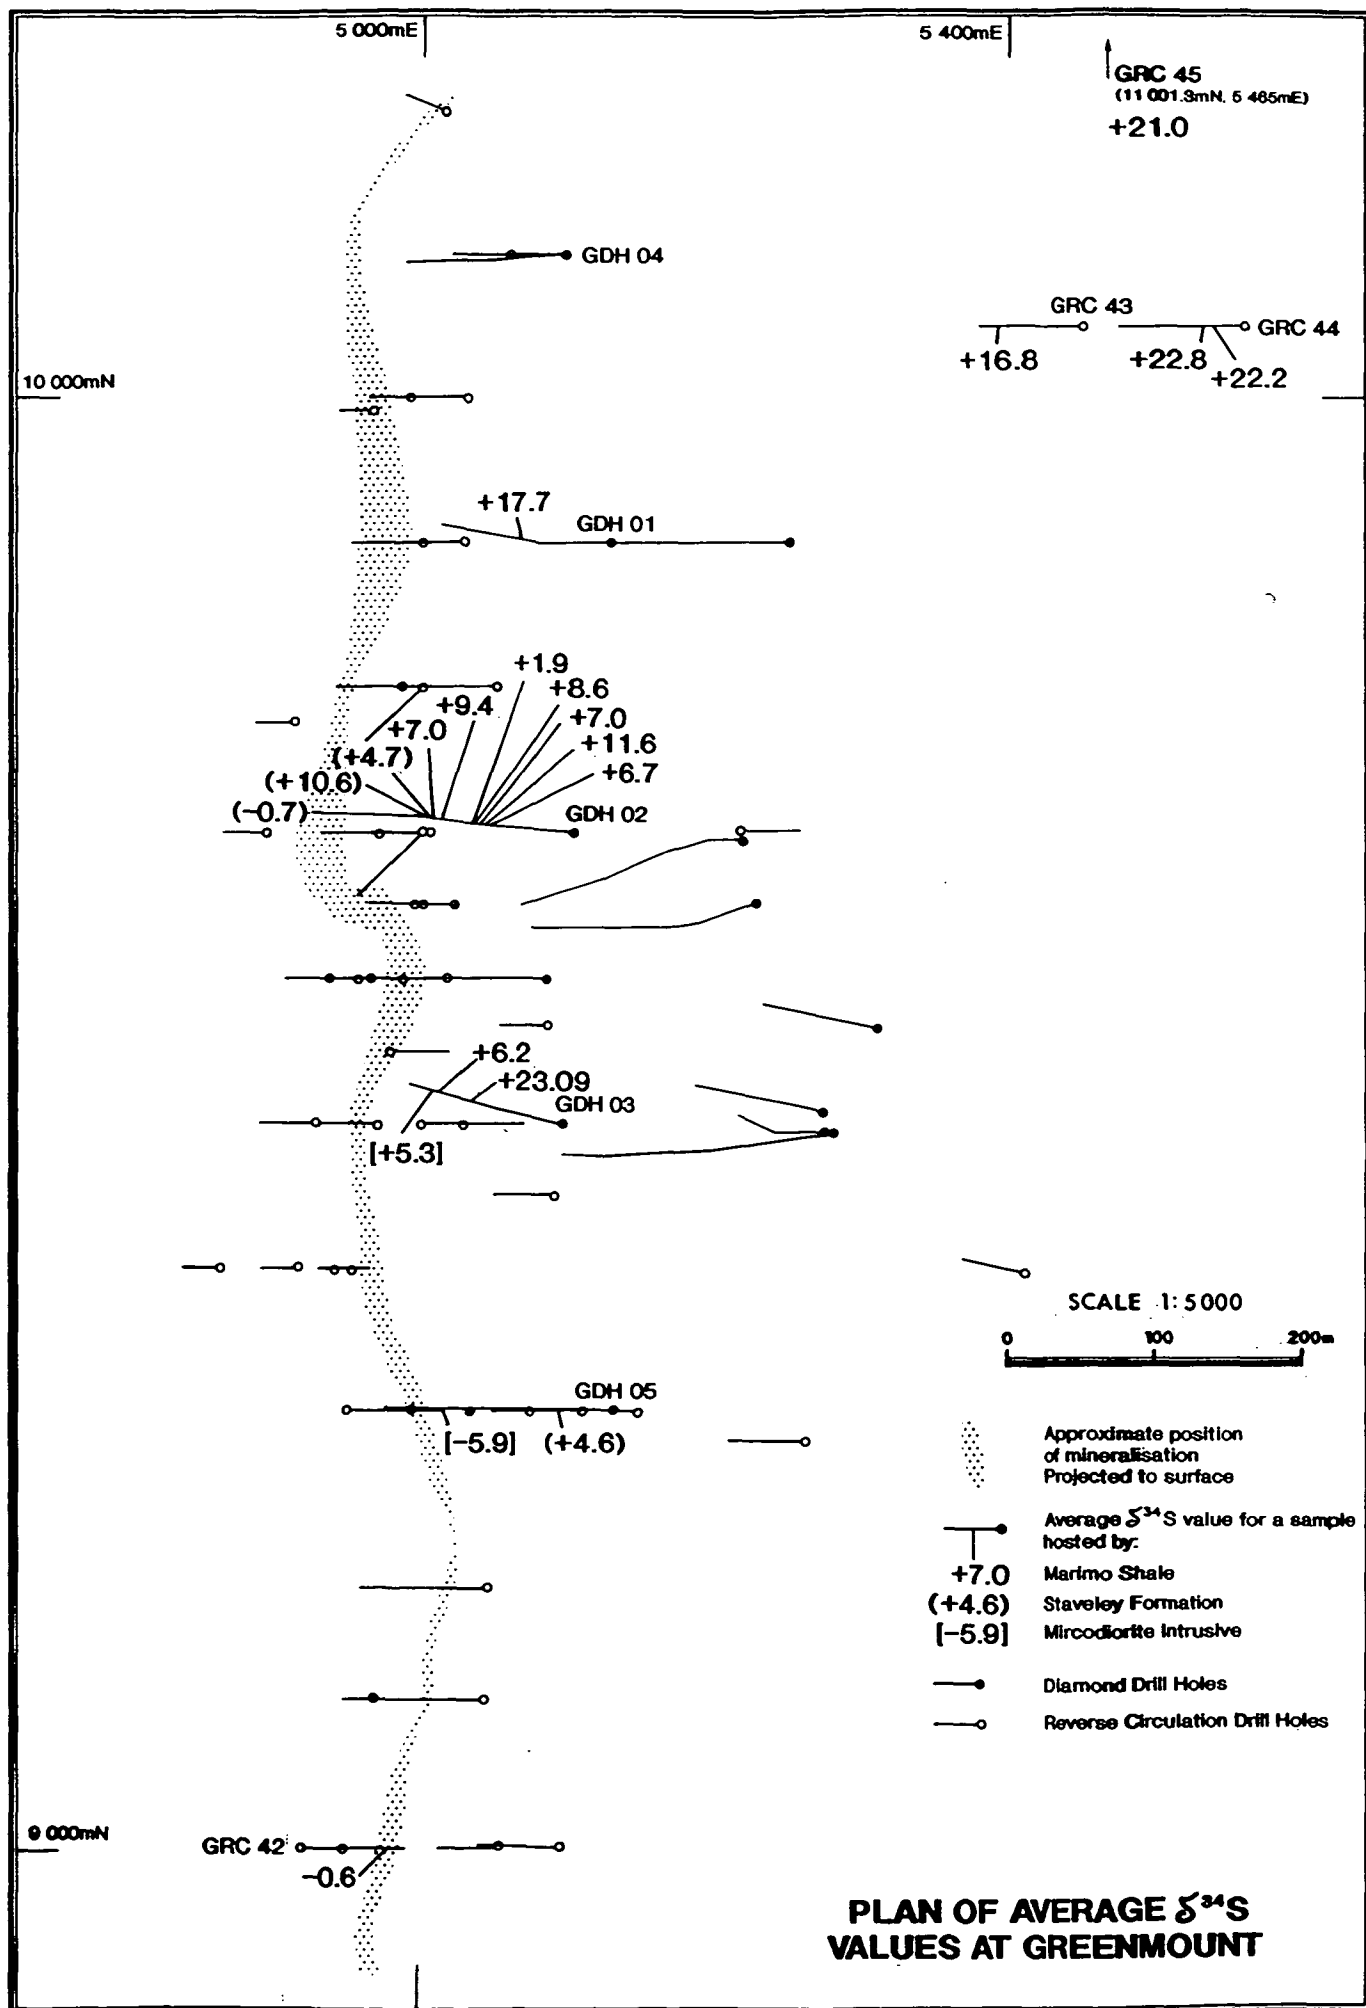 5 000mE
5 400mE
GRC 45
(11 001.3mN, 5 465mE)
+21.0
GDH 04
GRC 43
GRC 44
+16.8
+22.8
+22.2
10 000mN
+17.7
GDH 01
+1.9
+8.6
+9.4
+7.0
+7.0
+11.6
(+4.7)
+6.7
(+10.6)
(-0.7)
GDH 02
+6.2
+23.09
GDH 03
[+5.3]
SCALE 1:5000
0 100 200m
GDH 05
[-5.9] (+4.6)
Approximate position
of mineralisation
Projected to surface
Average δ³⁴S value for a sample
hosted by:
+7.0 Marimo Shale
(+4.6) Staveley Formation
[-5.9] Mircodiorite Intrusive
Diamond Drill Holes
Reverse Circulation Drill Holes
9 000mN
GRC 42
-0.6
PLAN OF AVERAGE δ³⁴S
VALUES AT GREENMOUNT